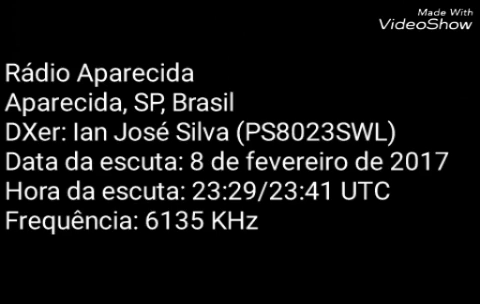 Made With
VideoShow
Rádio Aparecida
Aparecida, SP, Brasil
DXer: Ian José Silva (PS8023SWL)
Data da escuta: 8 de fevereiro de 2017
Hora da escuta: 23:29/23:41 UTC
Frequência: 6135 KHz